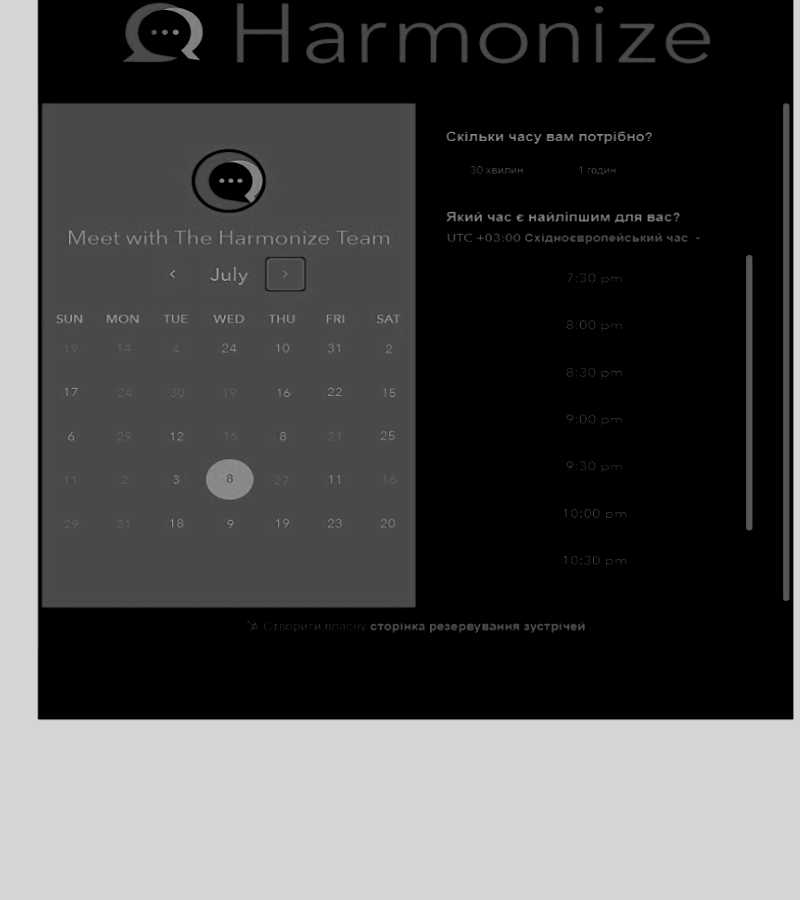 Harmonize
Meet with The Harmonize Team
‹ July ›
SUN MON TUE WED THU FRI SAT
19 14 4 24 10 31 2
17 24 30 19 16 22 15
6 29 12 16 8 21 25
11 2 3 8 27 11 16
29 21 18 9 19 23 20
Скільки часу вам потрібно?
30 хвилин 1 годин
Який час є найліпшим для вас?
UTC +03:00 Східноєвропейський час
7:30 pm
8:00 pm
8:30 pm
9:00 pm
9:30 pm
10:00 pm
10:30 pm
Створити власну сторінка резервування зустрічей